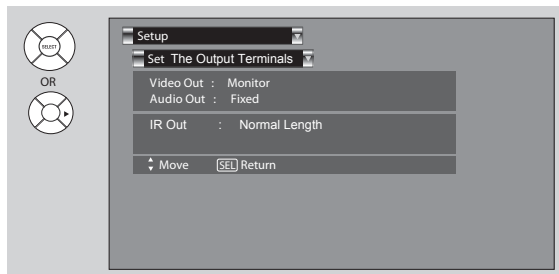 SELECT
OR
Setup
Set The Output Terminals
Video Out : Monitor
Audio Out : Fixed
IR Out : Normal Length
Move SEL Return